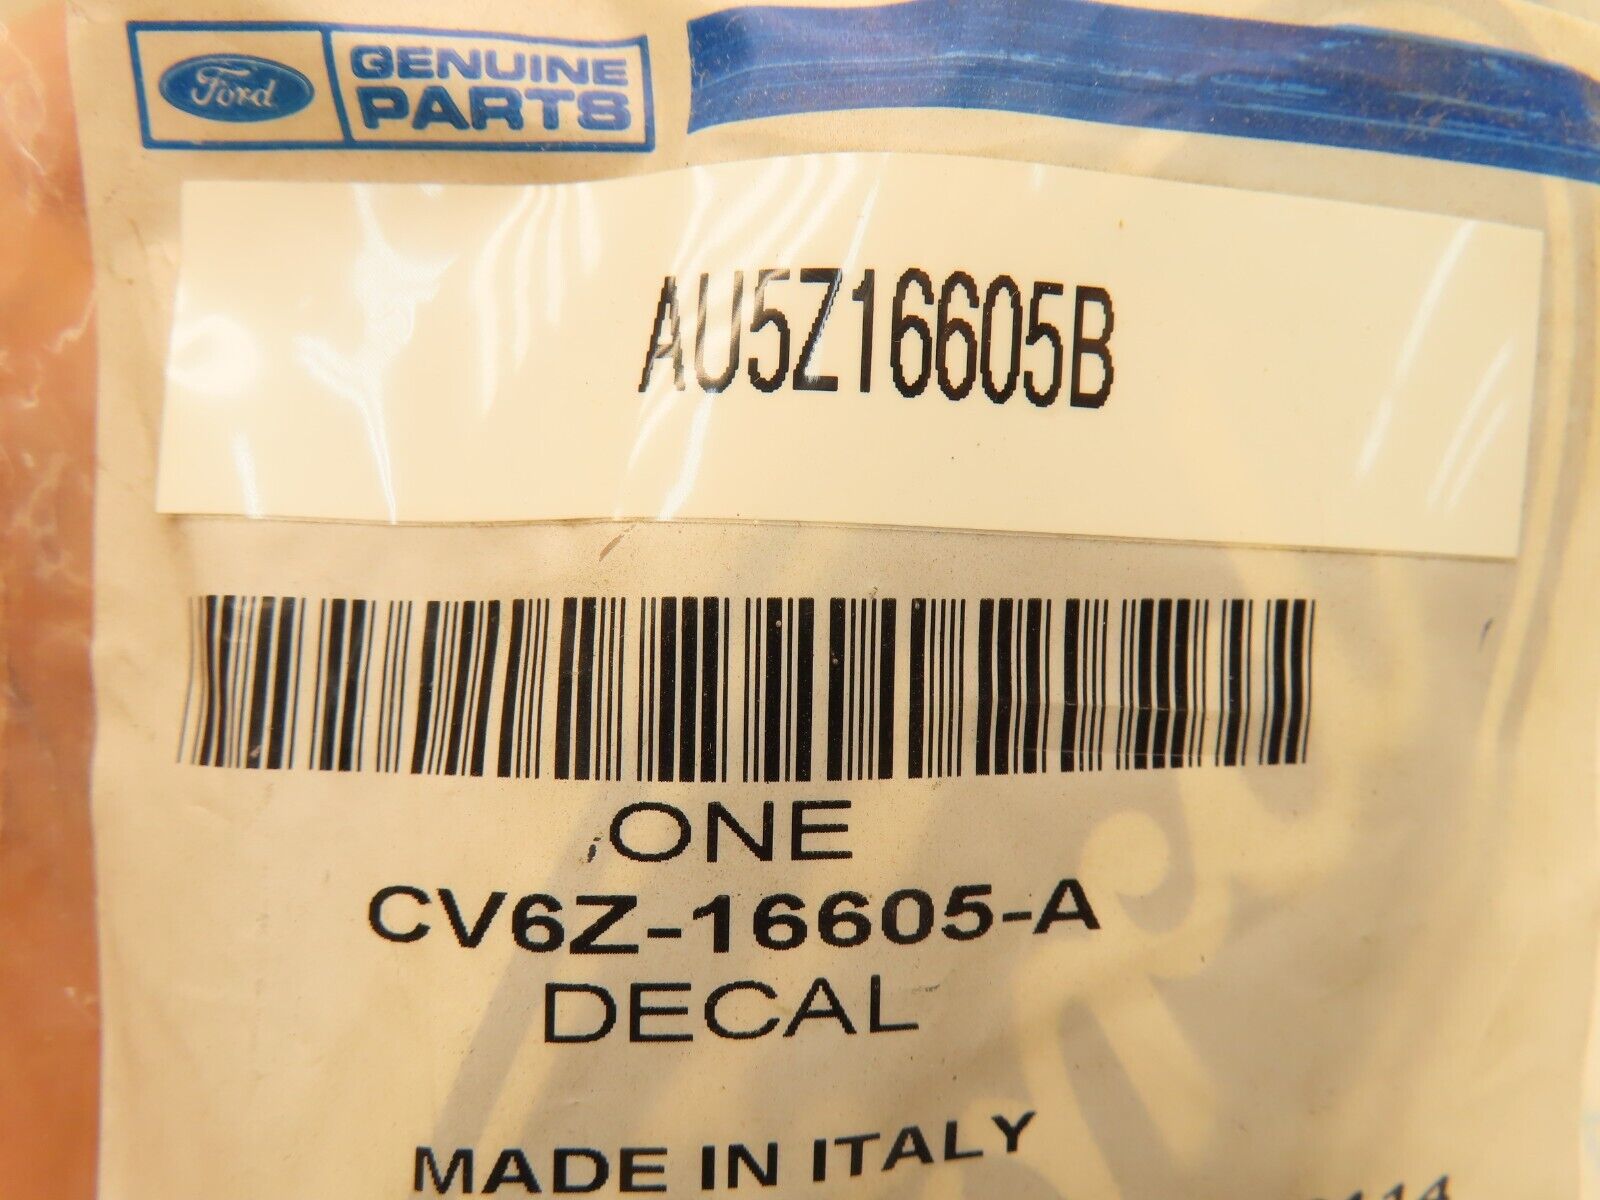 Ford
GENUINE
PARTS
AU5Z16605B
ONE
CV6Z-16605-A
DECAL
MADE IN ITALY